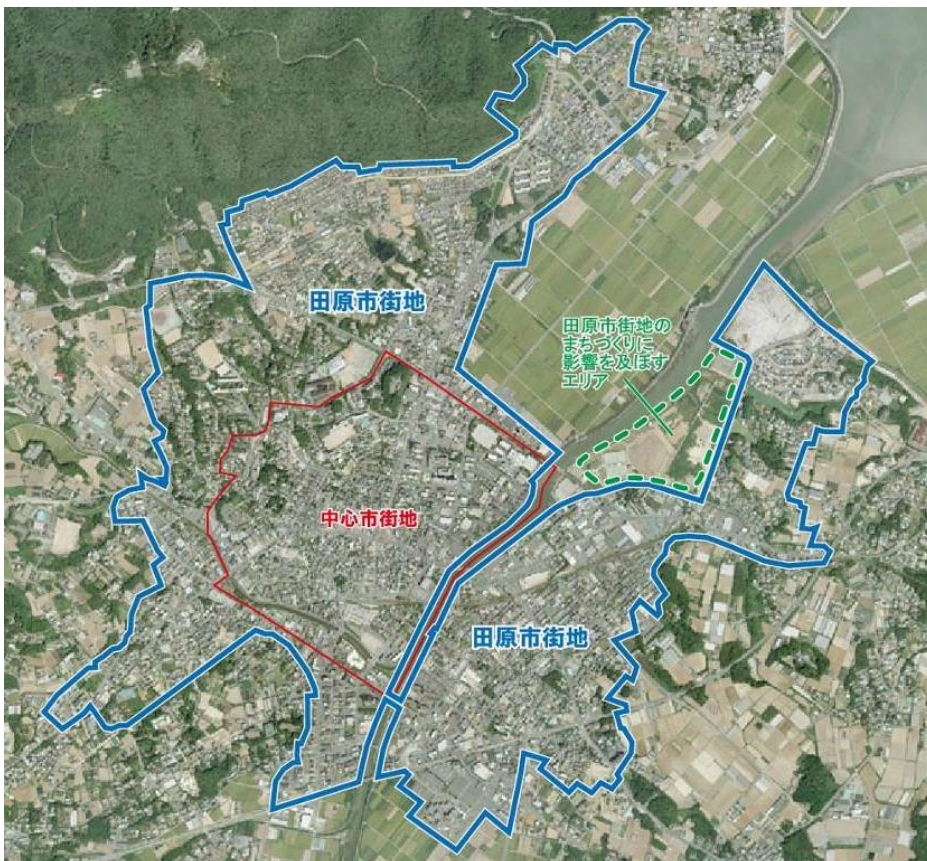 田原市街地
田原市街地の
まちづくりに
影響を及ぼす
エリア
中心市街地
田原市街地